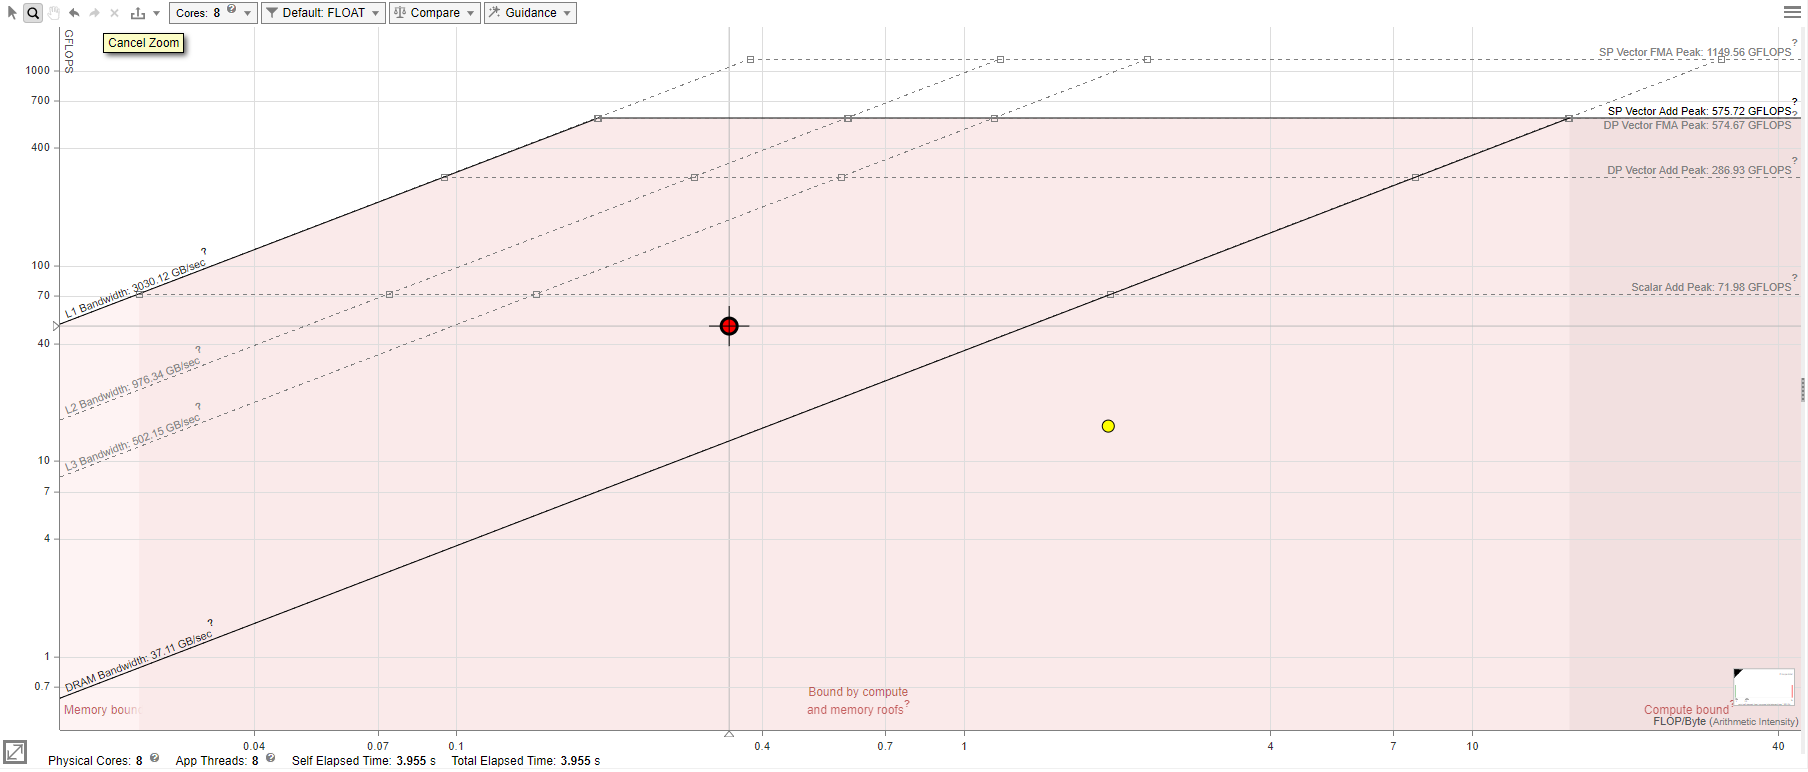 Cores: 8 ?
Default: FLOAT
Compare
Guidance
Cancel Zoom
GFLOPS
?
SP Vector FMA Peak: 1149.56 GFLOPS
1000
700
?
SP Vector Add Peak: 575.72 GFLOPS
?
DP Vector FMA Peak: 574.67 GFLOPS
400
?
DP Vector Add Peak: 286.93 GFLOPS
?
L1 Bandwidth: 3030.12 GB/sec
100
70
?
Scalar Add Peak: 71.98 GFLOPS
40
?
L2 Bandwidth: 976.34 GB/sec
?
L3 Bandwidth: 502.15 GB/sec
10
7
4
1
0.7
?
DRAM Bandwidth: 37.11 GB/sec
Memory boun
Bound by compute
and memory roofs ?
Compute bound ?
FLOP/Byte (Arithmetic Intensity)
0.04
0.07
0.1
0.4
0.7
1
4
7
10
40
Physical Cores: 8 ? App Threads: 8 ? Self Elapsed Time: 3.955 s Total Elapsed Time: 3.955 s